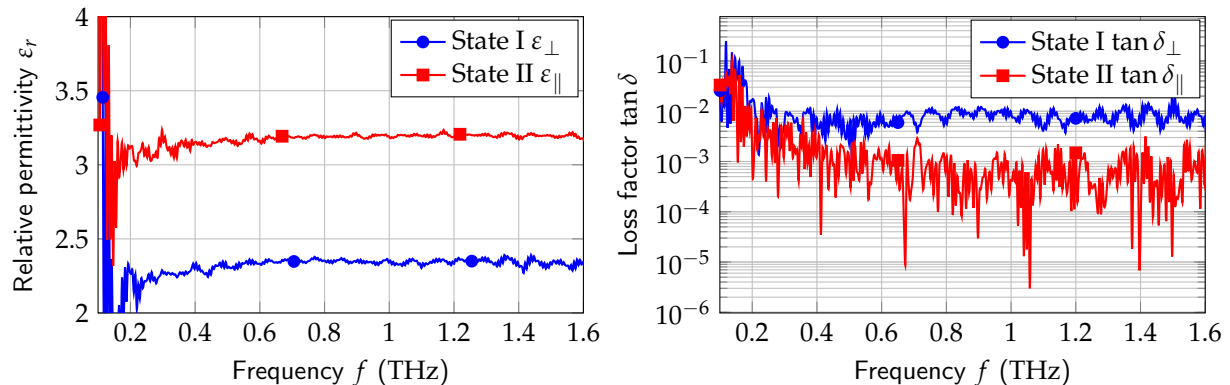 Relative permittivity εr
4
3.5
3
2.5
2
State I ε⊥
State II ε∥
0.2 0.4 0.6 0.8 1 1.2 1.4 1.6
Frequency f (THz)
Loss factor tan δ
10−1
10−2
10−3
10−4
10−5
10−6
State I tan δ⊥
State II tan δ∥
0.2 0.4 0.6 0.8 1 1.2 1.4 1.6
Frequency f (THz)